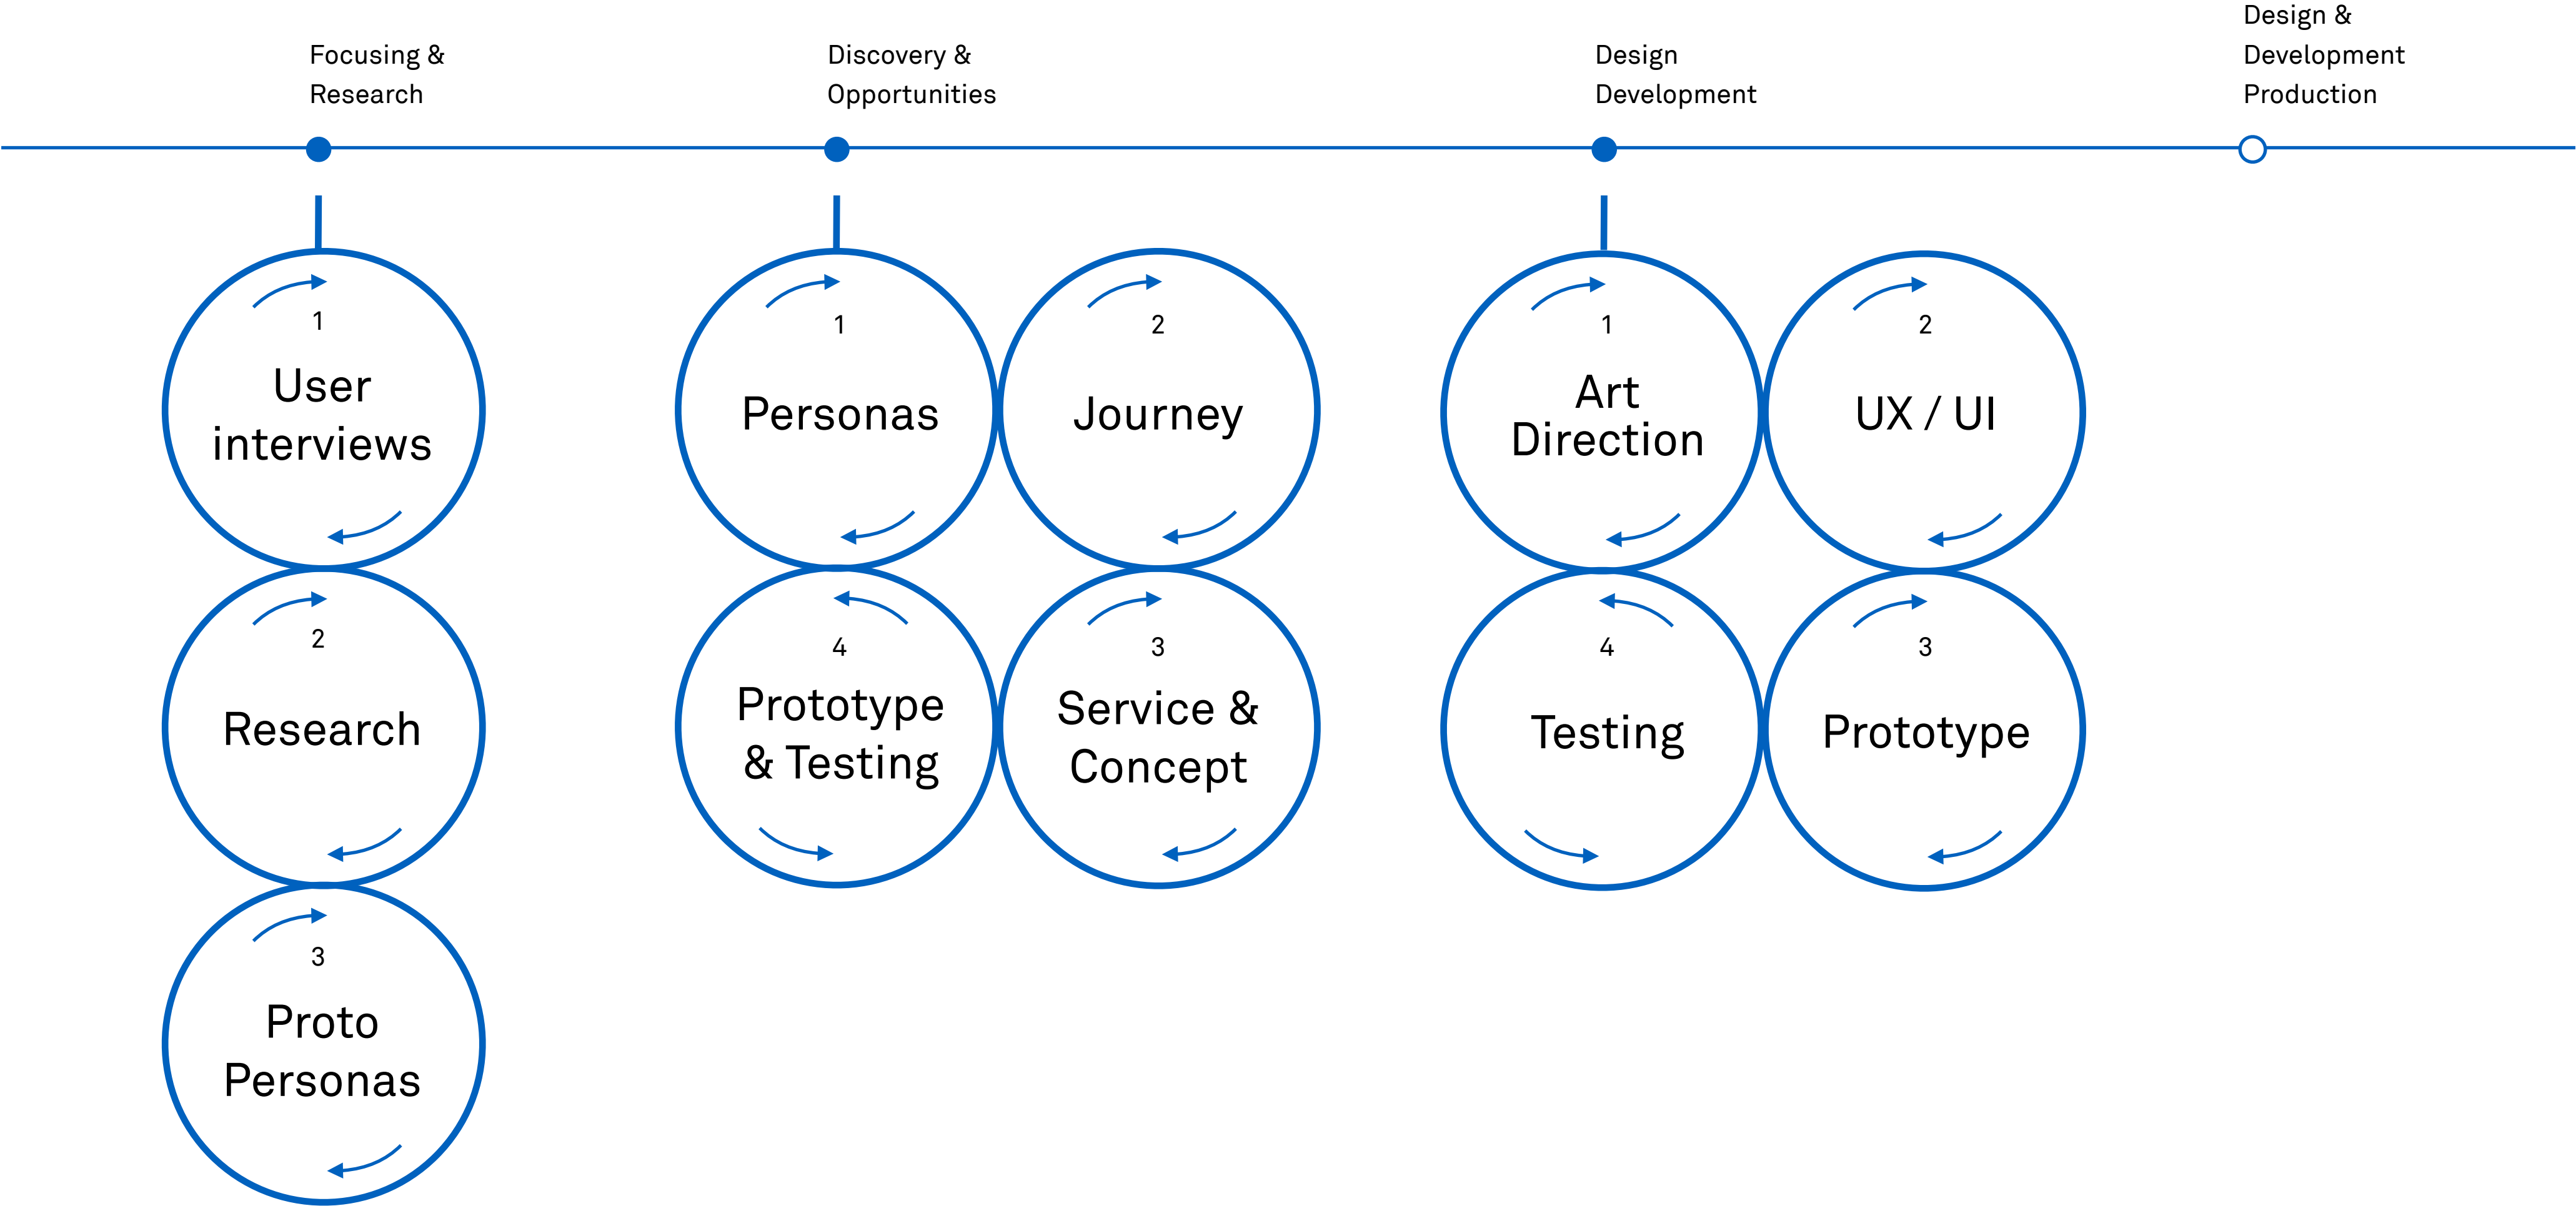 Focusing &
Research
Discovery &
Opportunities
Design
Development
Design &
Development
Production
1
User
interviews
2
Research
3
Proto
Personas
1
Personas
2
Journey
3
Service &
Concept
4
Prototype
& Testing
1
Art
Direction
2
UX / UI
3
Prototype
4
Testing